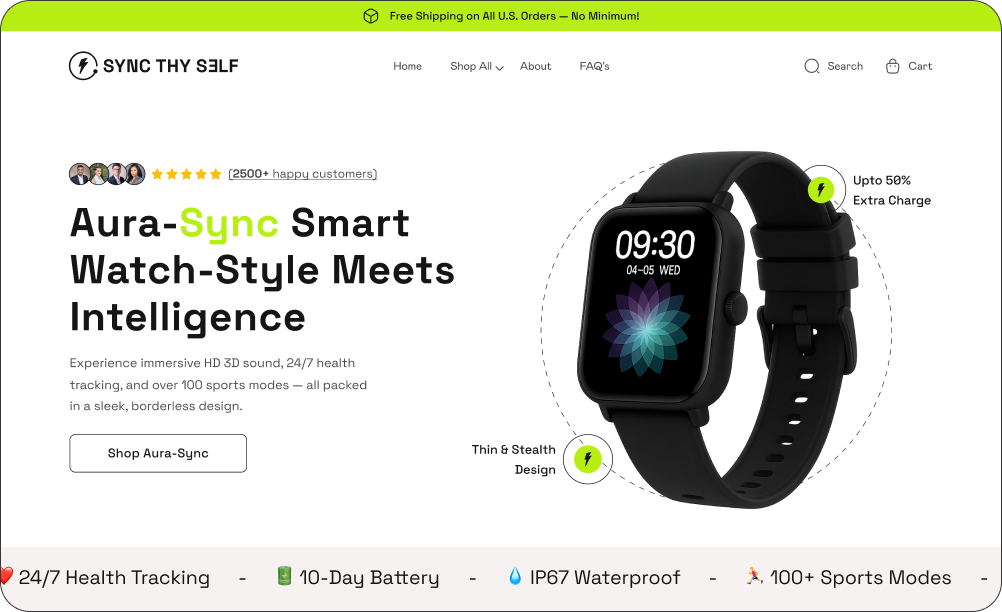 Free Shipping on All U.S. Orders — No Minimum!
SYNC THY SƎLF
Home
Shop All
About
FAQ's
Search
Cart
(2500+ happy customers)
Aura-Sync Smart
Watch-Style Meets
Intelligence
Experience immersive HD 3D sound, 24/7 health
tracking, and over 100 sports modes — all packed
in a sleek, borderless design.
Shop Aura-Sync
Upto 50%
Extra Charge
09:30
04-05 WED
Thin & Stealth
Design
24/7 Health Tracking - 10-Day Battery - IP67 Waterproof - 100+ Sports Modes -